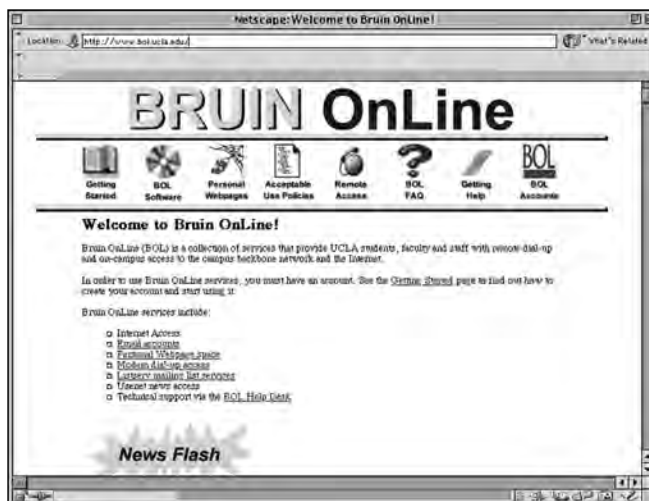 Netscape: Welcome to Bruin OnLine!
Location: http://www.bol.ucla.edu/ What's Related
BRUIN OnLine
Getting Started BOL Software Personal Webpages Acceptable Use Policies Remote Access BOL FAQ Getting Help BOL BOL Accounts
Welcome to Bruin OnLine!
Bruin OnLine (BOL) is a collection of services that provide UCLA students, faculty and staff with remote dial-up
and on-campus access to the campus backbone network and the Internet.
In order to use Bruin OnLine services, you must have an account. See the Getting Started page to find out how to
create your account and start using it.
Bruin OnLine services include:
Internet Access
Email accounts
Personal Webpage space
Modem dial-up access
Listserv mailing list services
Usenet news access
Technical support via the BOL Help Desk
News Flash